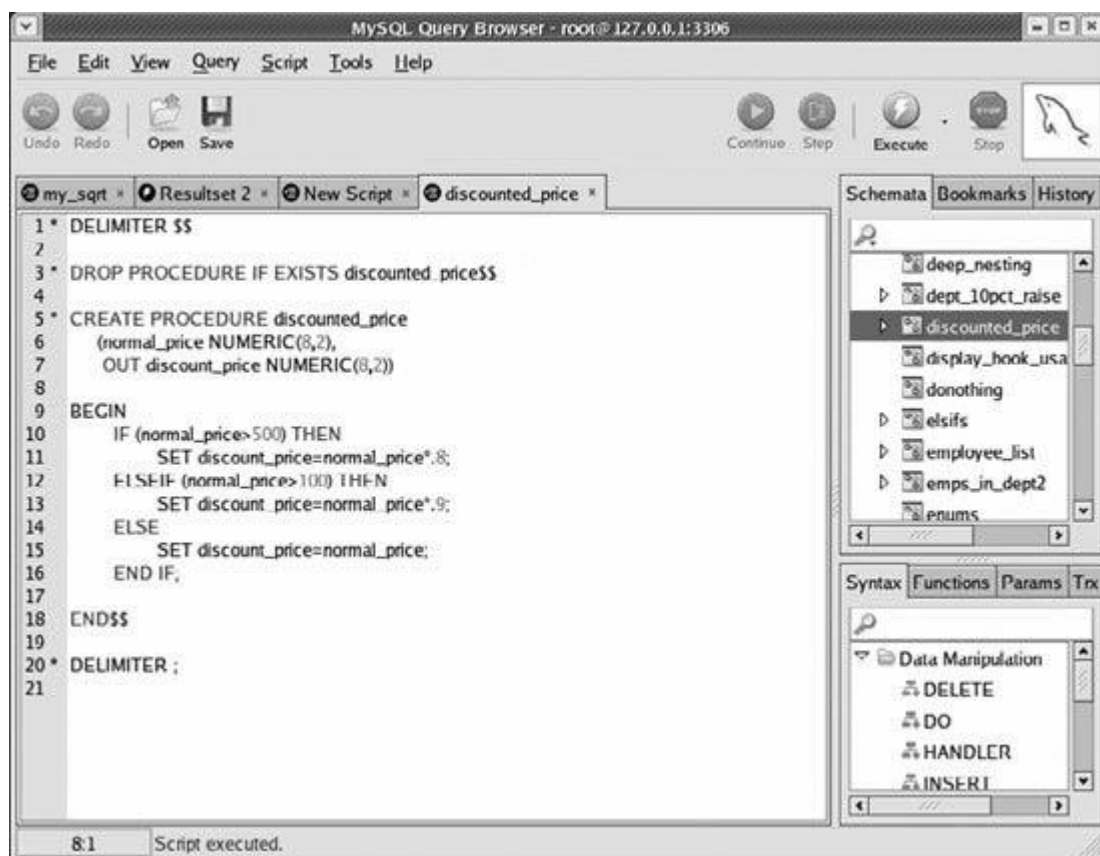 MySQL Query Browser - root@127.0.0.1:3306
File Edit View Query Script Tools Help
Undo Redo Open Save Continue Step Execute Stop
my_sqrt Resultset 2 New Script discounted_price
Schemata Bookmarks History
1 * DELIMITER $$
2
3 * DROP PROCEDURE IF EXISTS discounted_price$$
4
5 * CREATE PROCEDURE discounted_price
6 (normal_price NUMERIC(8,2),
7 OUT discount_price NUMERIC(8,2))
8
9 BEGIN
10 IF (normal_price>500) THEN
11 SET discount_price=normal_price*.8;
12 ELSEIF (normal_price>100) THEN
13 SET discount_price=normal_price*.9;
14 ELSE
15 SET discount_price=normal_price;
16 END IF;
17
18 END$$
19
20 * DELIMITER ;
21
deep_nesting
dept_10pct_raise
discounted_price
display_hook_usa
donothing
elsifs
employee_list
emps_in_dept2
enums
Syntax Functions Params Trx
Data Manipulation
DELETE
DO
HANDLER
INSERT
8:1 Script executed.